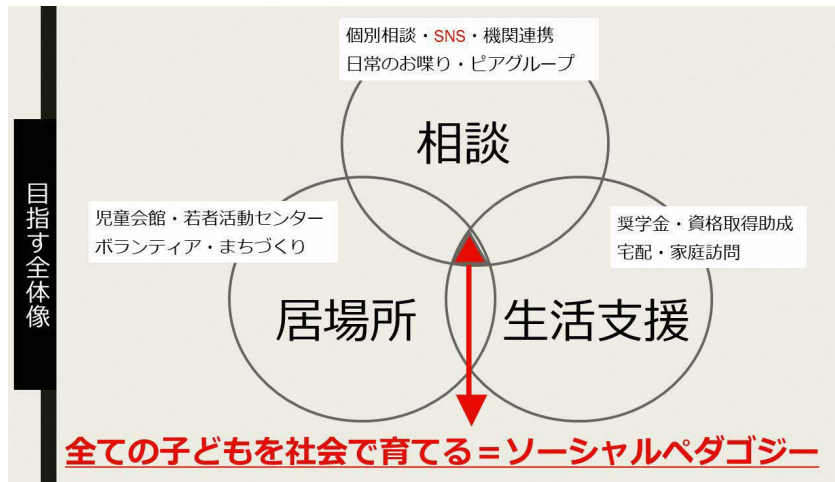 目指す全体像
個別相談・SNS・機関連携
日常のお喋り・ピアグループ
相談
児童会館・若者活動センター
ボランティア・まちづくり
奨学金・資格取得助成
宅配・家庭訪問
居場所
生活支援
全ての子どもを社会で育てる＝ソーシャルペダゴジー